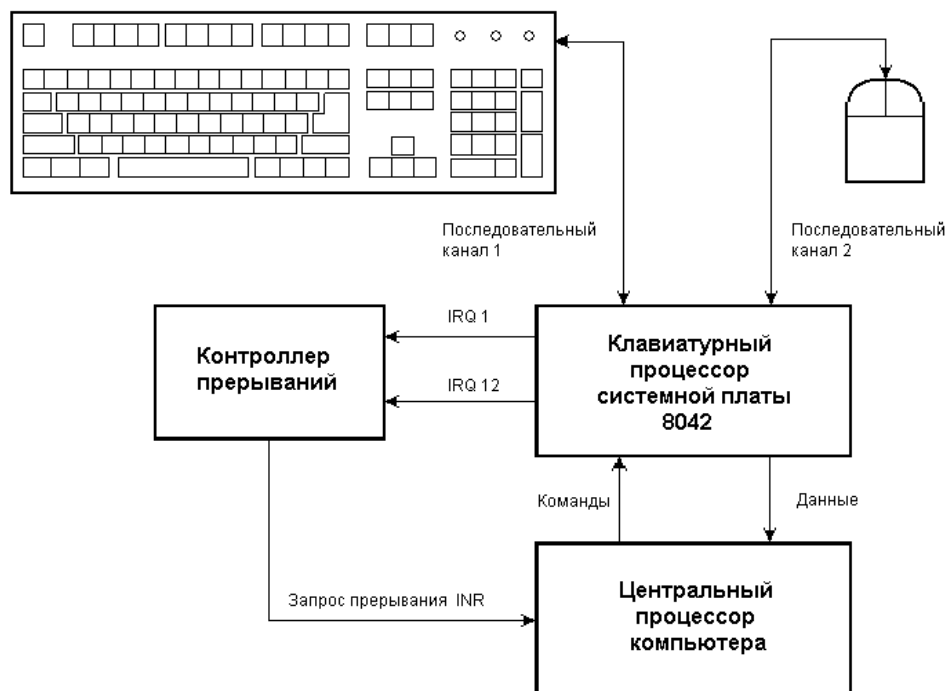 Последовательный
канал 1
Последовательный
канал 2
IRQ 1
Контроллер
прерываний
IRQ 12
Клавиатурный
процессор
системной платы
8042
Команды
Данные
Запрос прерывания INR
Центральный
процессор
компьютера